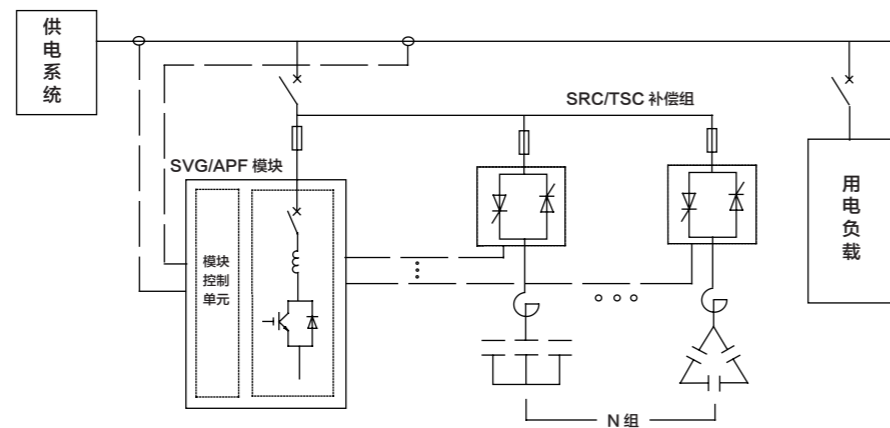 供
电
系
统
SRC/TSC 补偿组
SVG/APF 模块
模块
控制
单元
用
电
负
载
N 组